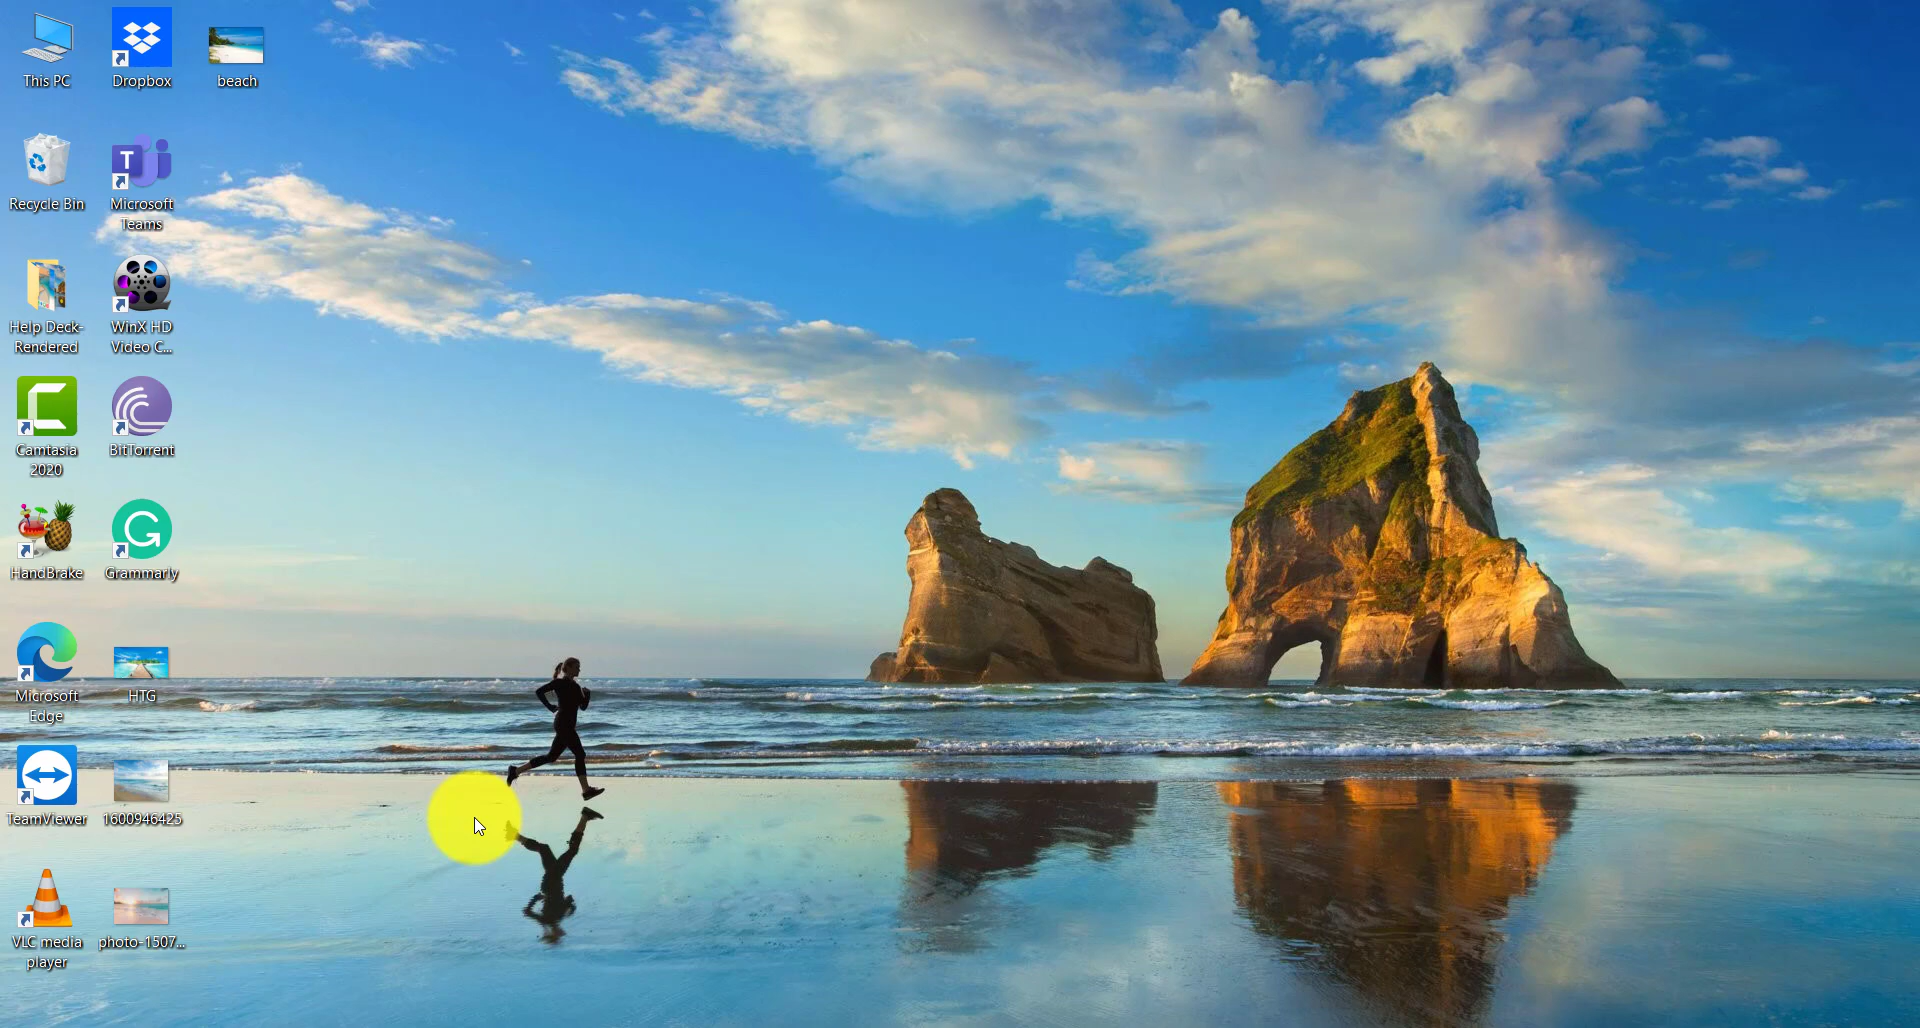 This PC
Recycle Bin
Help Deck-
Rendered
Camtasia
2020
HandBrake
Microsoft
Edge
TeamViewer
VLC media
player
Dropbox
T
Microsoft
Teams
WinX HD
Video C...
BitTorrent
Grammarly
HTG
1600946425
photo-1507...
beach